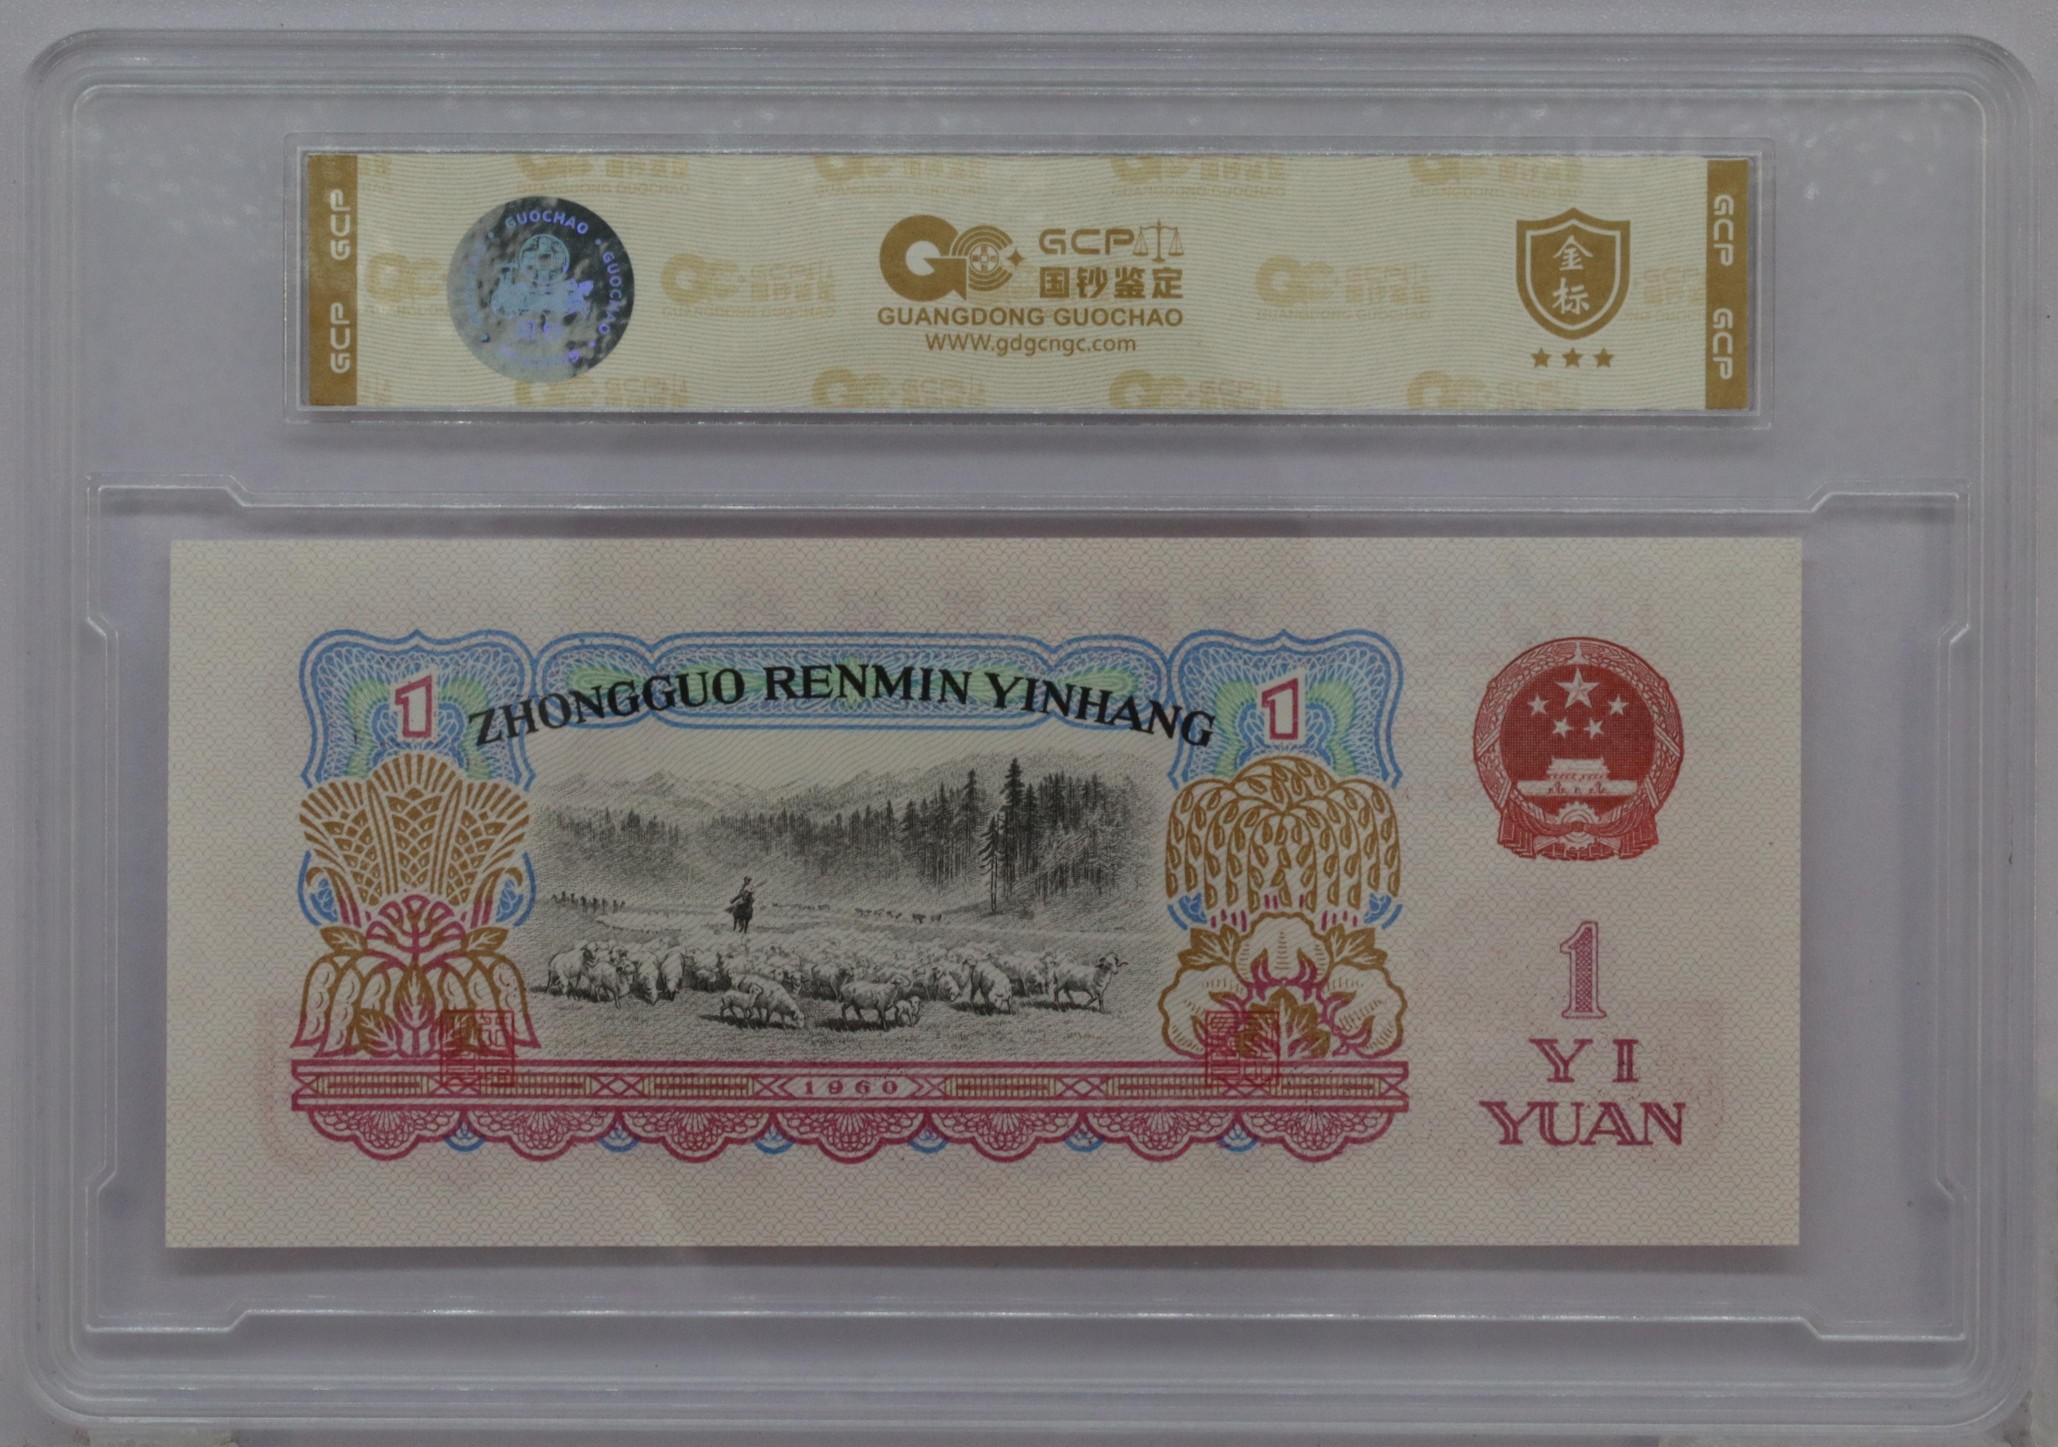 GCP GCP
GUOCHAO · GUOCHAO ·
GCP
国钞鉴定
GUANGDONG GUOCHAO
WWW.gdgcngc.com
金
标
GCP GCP
ZHONGGUO RENMIN YINHANG
1
1
1960
1
YI
YUAN